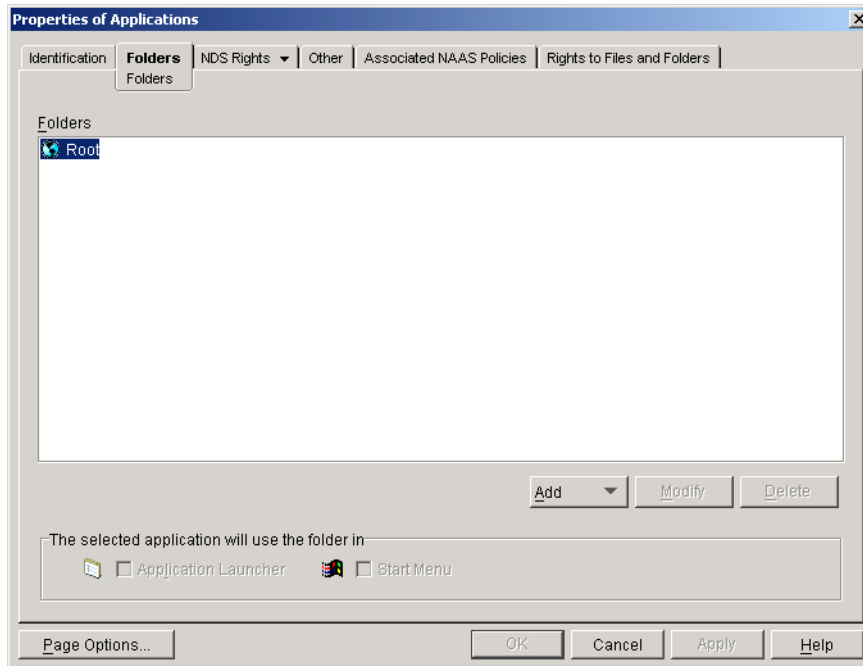 Properties of Applications
Identification Folders NDS Rights Other Associated NAAS Policies Rights to Files and Folders
Folders
Folders
Root
Add Modify Delete
The selected application will use the folder in
Application Launcher Start Menu
Page Options... OK Cancel Apply Help